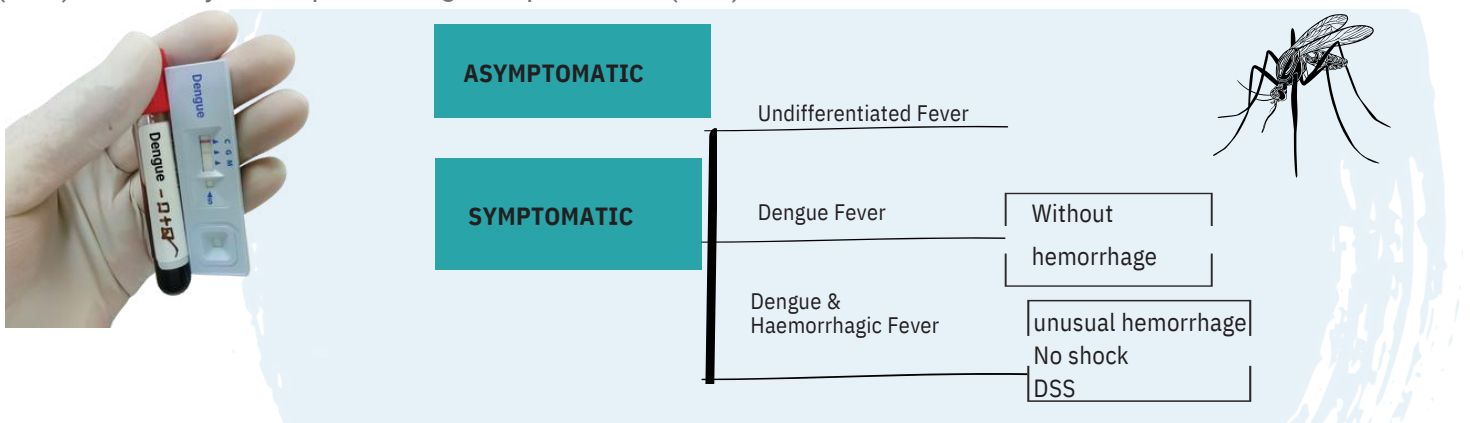 ASYMPTOMATIC
Undifferentiated Fever
SYMPTOMATIC
Dengue Fever
Without
hemorrhage
Dengue &
Haemorrhagic Fever
unusual hemorrhage
No shock
DSS
Dengue
C G M
Dengue